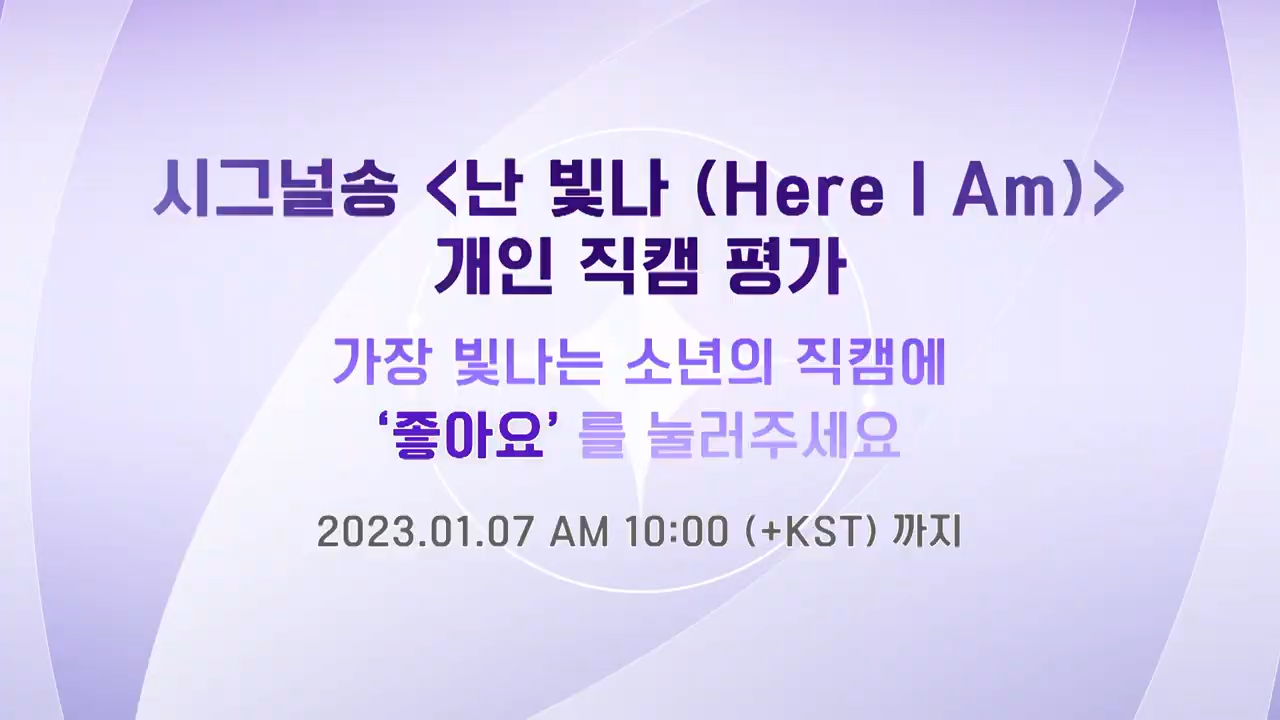 시그널송 <난 빛나 (Here I Am)>
개인 직캠 평가
가장 빛나는 소년의 직캠에
‘좋아요’ 를 눌러주세요
2023.01.07 AM 10:00 (+KST) 까지